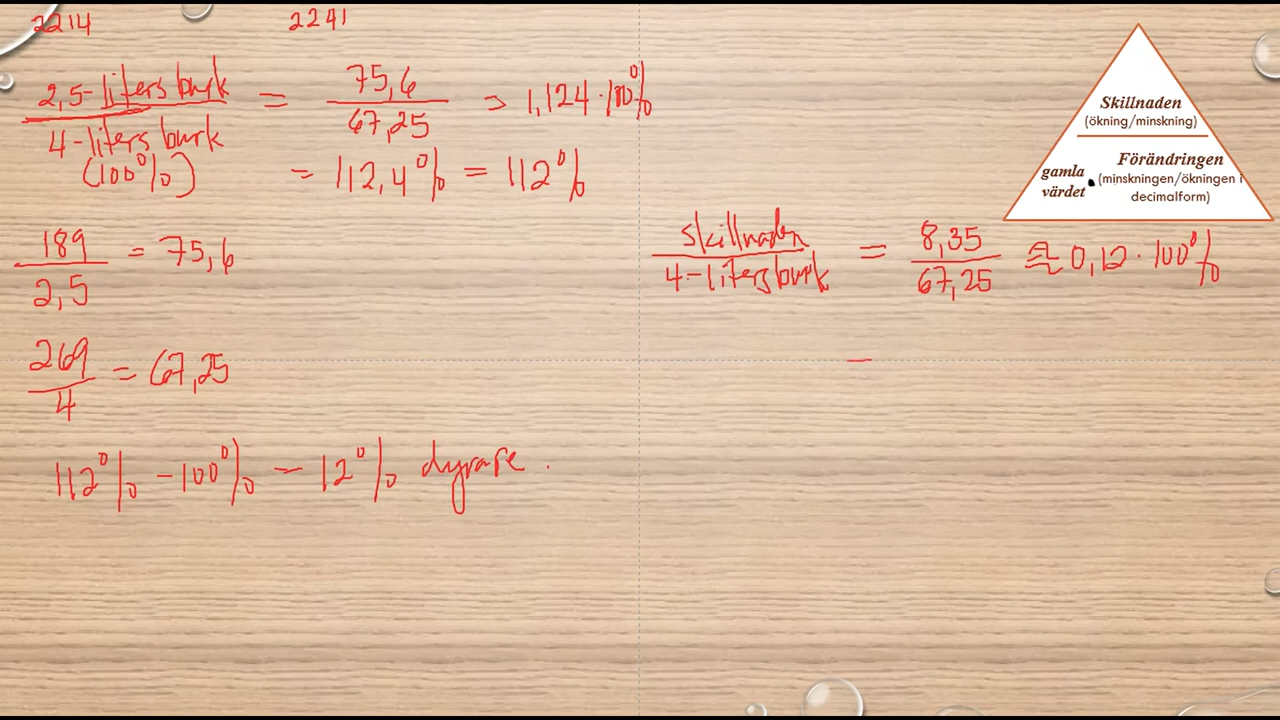 2214 2241
2,5-liters burk / 4-liters burk (100%) = 75,6 / 67,25 = 1,124 · 100%
= 112,4% = 112%
189 / 2,5 = 75,6
269 / 4 = 67,25
112% - 100% = 12% dyrare.
Skillnaden
(ökning/minskning)
gamla värdet
Förändringen
(minskningen/ökningen i
decimalform)
skillnaden / 4-liters burk = 8,35 / 67,25 ≈ 0,12 · 100%